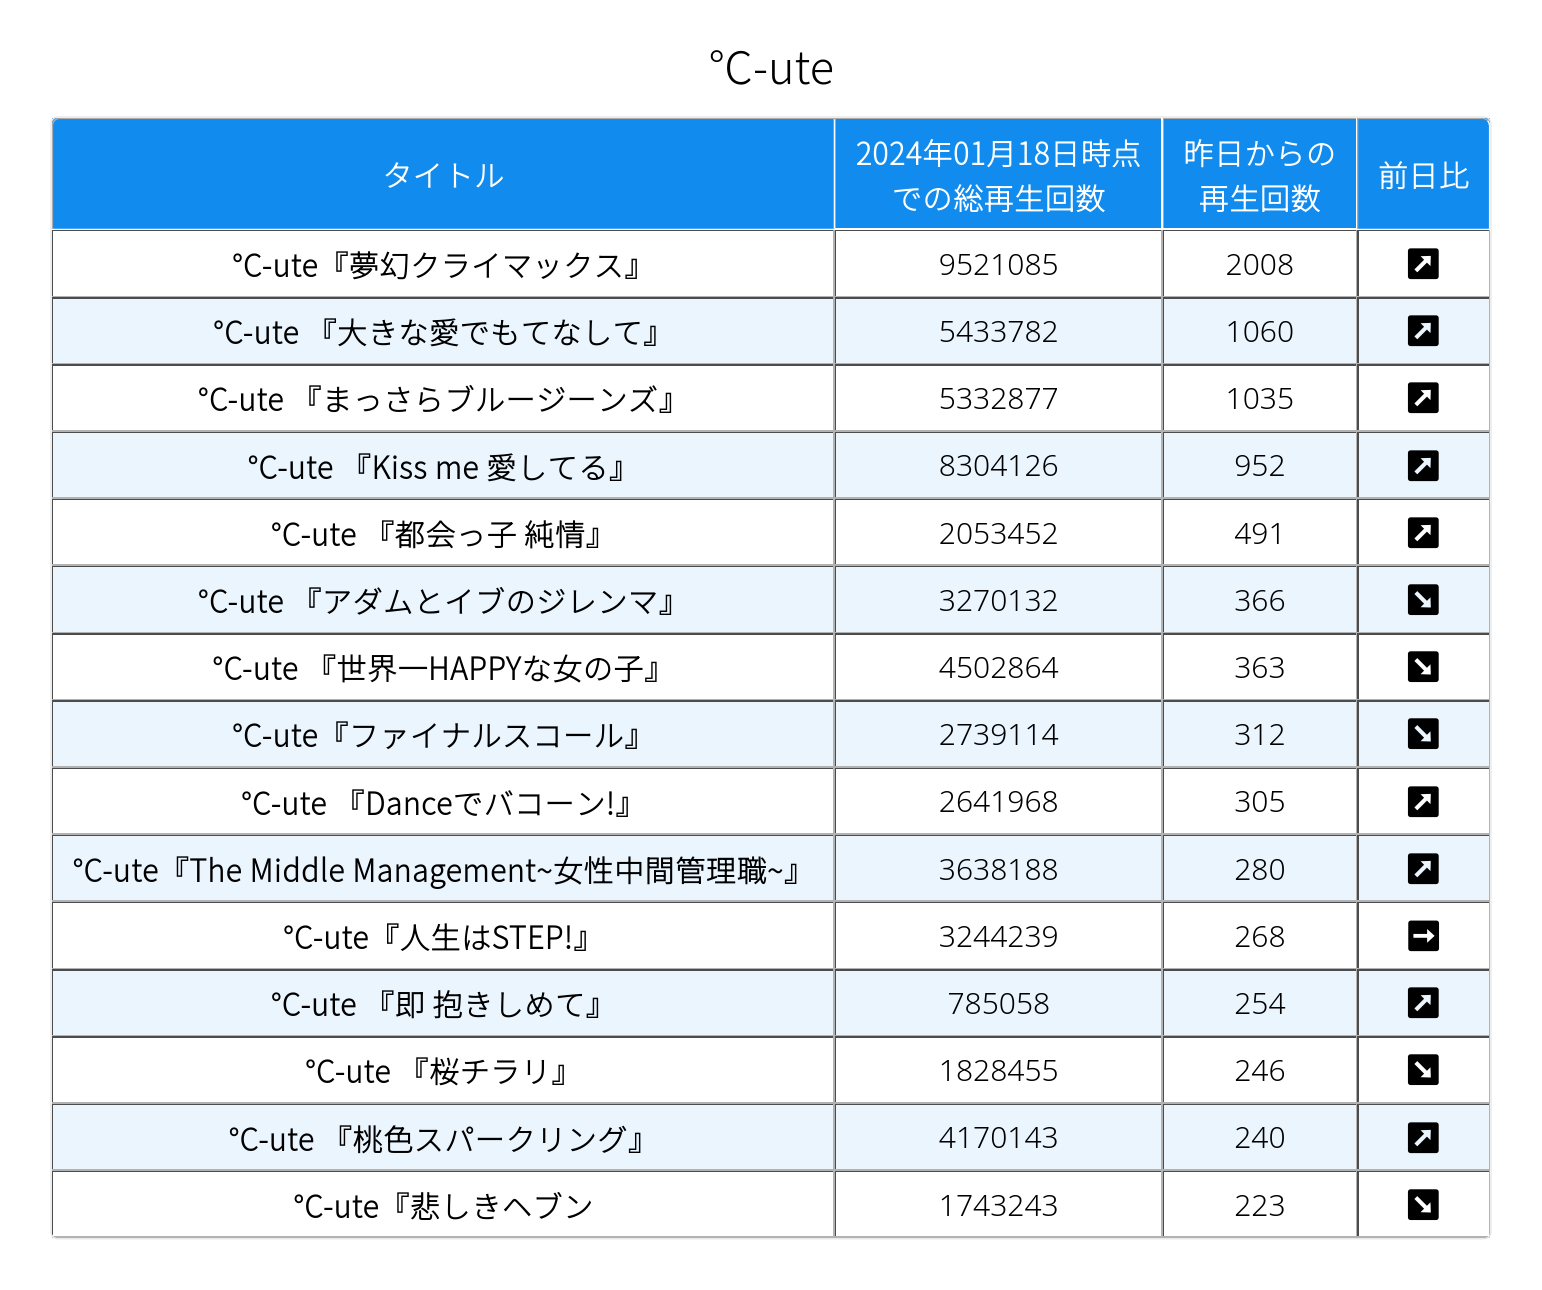 ℃-ute
タイトル
2024年01月18日時点
での総再生回数
昨日からの
再生回数
前日比
℃-ute『夢幻クライマックス』 9521085 2008
℃-ute 『大きな愛でもてなして』 5433782 1060
℃-ute 『まっさらブルージーンズ』 5332877 1035
℃-ute 『Kiss me 愛してる』 8304126 952
℃-ute 『都会っ子 純情』 2053452 491
℃-ute 『アダムとイブのジレンマ』 3270132 366
℃-ute 『世界一HAPPYな女の子』 4502864 363
℃-ute『ファイナルスコール』 2739114 312
℃-ute 『Danceでバコーン!』 2641968 305
℃-ute『The Middle Management~女性中間管理職~』 3638188 280
℃-ute『人生はSTEP!』 3244239 268
℃-ute 『即 抱きしめて』 785058 254
℃-ute 『桜チラリ』 1828455 246
℃-ute 『桃色スパークリング』 4170143 240
℃-ute『悲しきヘブン 1743243 223